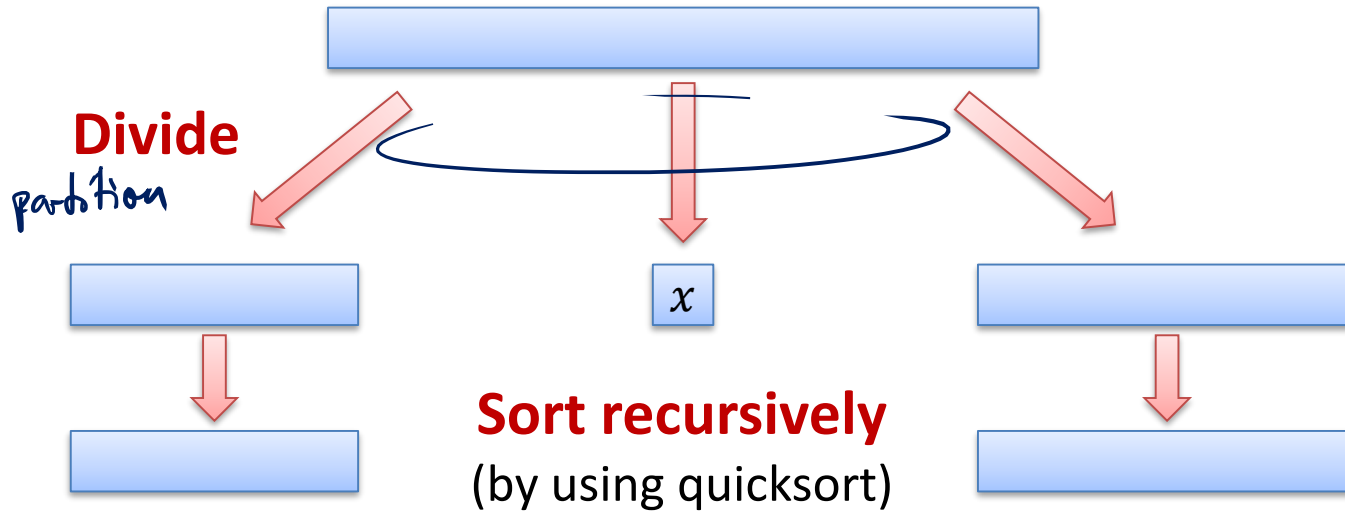 Divide
partition
x
Sort recursively
(by using quicksort)